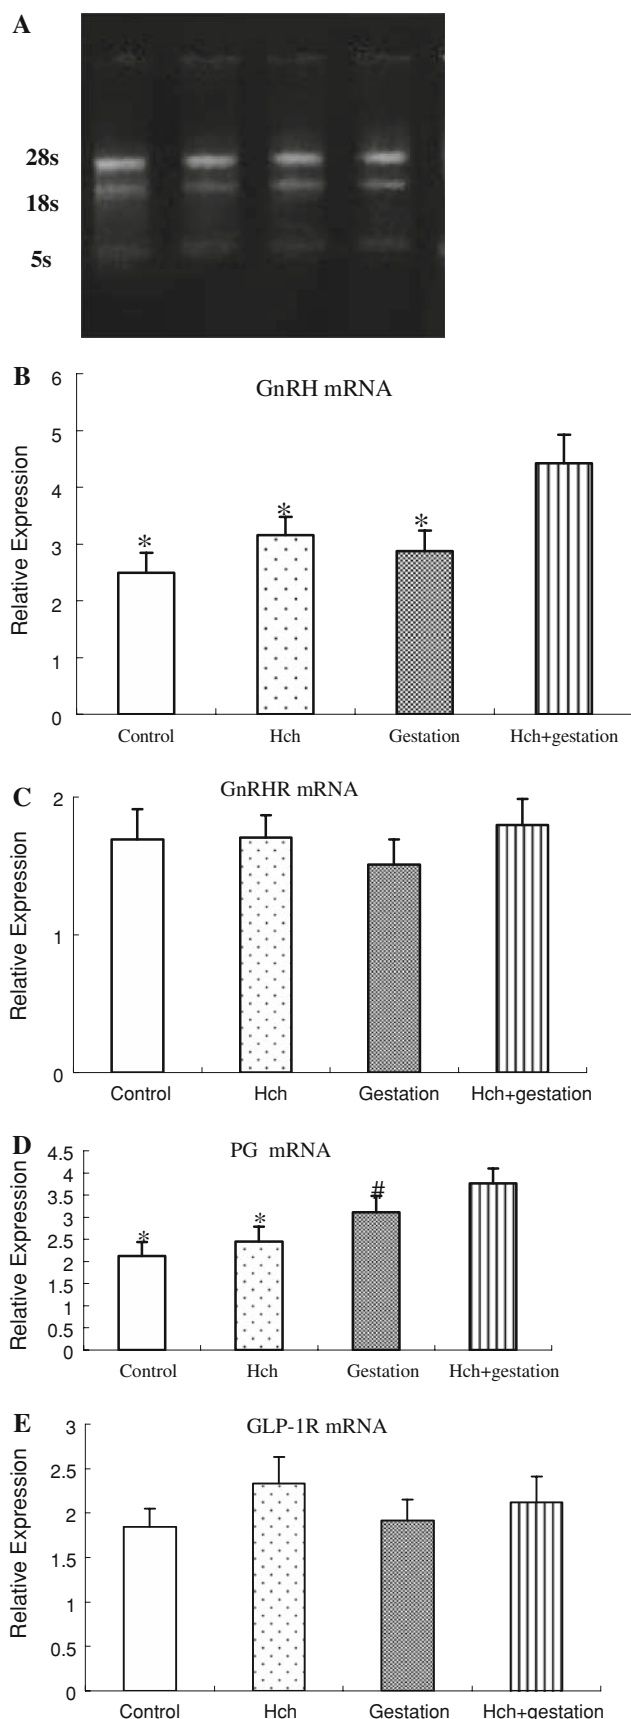 A
28s
18s
5s
B
GnRH mRNA
Relative Expression
6
5
4
3
2
1
0
* * *
Control Hch Gestation Hch+gestation
C
GnRHR mRNA
Relative Expression
2
1
0
Control Hch Gestation Hch+gestation
D
PG mRNA
Relative Expression
4.5
3.5
3
2.5
2
1.5
1
0.5
0
* * #
Control Hch Gestation Hch+gestation
E
GLP-1R mRNA
Relative Expression
3
2.5
2
1.5
1
0.5
0
Control Hch Gestation Hch+gestation